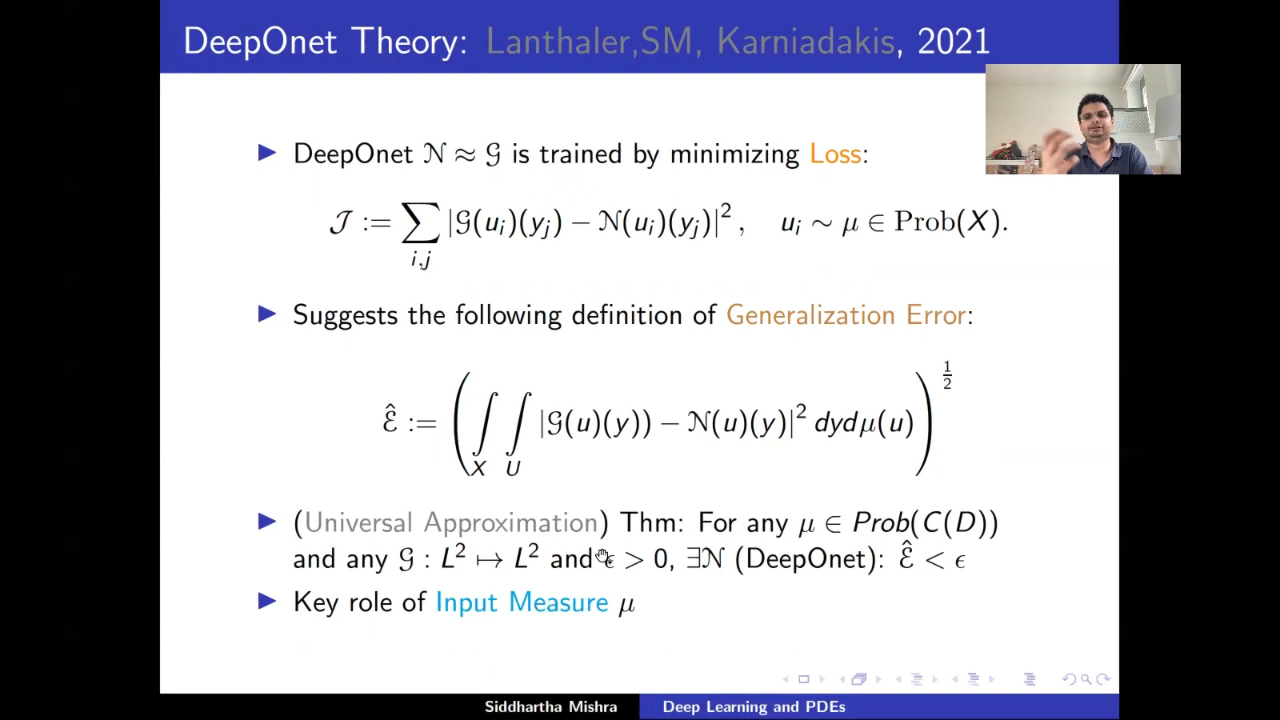 DeepOnet Theory: Lanthaler,SM, Karniadakis, 2021
▶ DeepOnet 𝒩 ≈ 𝒢 is trained by minimizing Loss:
𝒥 := ∑_{i,j} |𝒢(u_i)(y_j) − 𝒩(u_i)(y_j)|², u_i ∼ μ ∈ Prob(X).
▶ Suggests the following definition of Generalization Error:
ℰ̂ := ( ∫_X ∫_U |𝒢(u)(y)) − 𝒩(u)(y)|² dydμ(u) )^{1/2}
▶ (Universal Approximation) Thm: For any μ ∈ Prob(C(D))
and any 𝒢 : L² ↦ L² and ϵ > 0, ∃𝒩 (DeepOnet): ℰ̂ < ϵ
▶ Key role of Input Measure μ
Siddhartha Mishra Deep Learning and PDEs